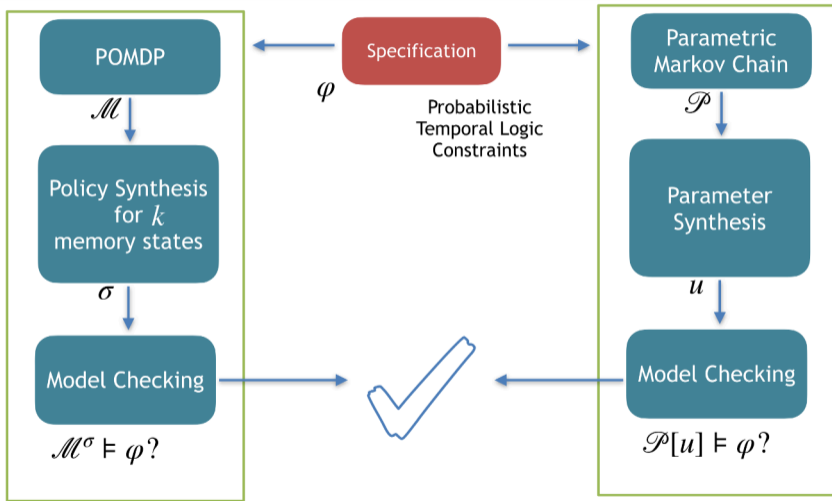 POMDP
ℳ
Policy Synthesis
for k
memory states
σ
Model Checking
ℳ^σ ⊨ φ?
Specification
φ
Probabilistic
Temporal Logic
Constraints
Parametric
Markov Chain
𝒫
Parameter
Synthesis
u
Model Checking
𝒫[u] ⊨ φ?